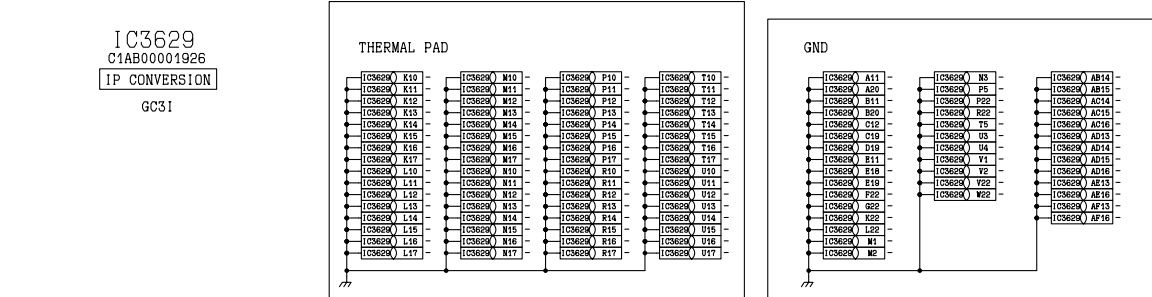 IC3629
C1AB00001926
IP CONVERSION
GC3I
THERMAL PAD
IC3629 K10 - IC3629 M10 - IC3629 P10 - IC3629 T10 -
IC3629 K11 - IC3629 M11 - IC3629 P11 - IC3629 T11 -
IC3629 K12 - IC3629 M12 - IC3629 P12 - IC3629 T12 -
IC3629 K13 - IC3629 M13 - IC3629 P13 - IC3629 T13 -
IC3629 K14 - IC3629 M14 - IC3629 P14 - IC3629 T14 -
IC3629 K15 - IC3629 M15 - IC3629 P15 - IC3629 T15 -
IC3629 K16 - IC3629 M16 - IC3629 P16 - IC3629 T16 -
IC3629 K17 - IC3629 M17 - IC3629 P17 - IC3629 T17 -
IC3629 L10 - IC3629 N10 - IC3629 R10 - IC3629 U10 -
IC3629 L11 - IC3629 N11 - IC3629 R11 - IC3629 U11 -
IC3629 L12 - IC3629 N12 - IC3629 R12 - IC3629 U12 -
IC3629 L13 - IC3629 N13 - IC3629 R13 - IC3629 U13 -
IC3629 L14 - IC3629 N14 - IC3629 R14 - IC3629 U14 -
IC3629 L15 - IC3629 N15 - IC3629 R15 - IC3629 U15 -
IC3629 L16 - IC3629 N16 - IC3629 R16 - IC3629 U16 -
IC3629 L17 - IC3629 N17 - IC3629 R17 - IC3629 U17 -
GND
IC3629 A11 - IC3629 N3 - IC3629 AB14 -
IC3629 A20 - IC3629 P5 - IC3629 AB15 -
IC3629 B11 - IC3629 P22 - IC3629 AC14 -
IC3629 B20 - IC3629 R22 - IC3629 AC15 -
IC3629 C12 - IC3629 T5 - IC3629 AC16 -
IC3629 C19 - IC3629 U3 - IC3629 AD13 -
IC3629 D19 - IC3629 U4 - IC3629 AD14 -
IC3629 E11 - IC3629 V1 - IC3629 AD15 -
IC3629 E18 - IC3629 V2 - IC3629 AD16 -
IC3629 E19 - IC3629 V22 - IC3629 AE13 -
IC3629 F22 - IC3629 W22 - IC3629 AE16 -
IC3629 G22 - IC3629 AF13 -
IC3629 K22 - IC3629 AF16 -
IC3629 L22 -
IC3629 M1 -
IC3629 M2 -